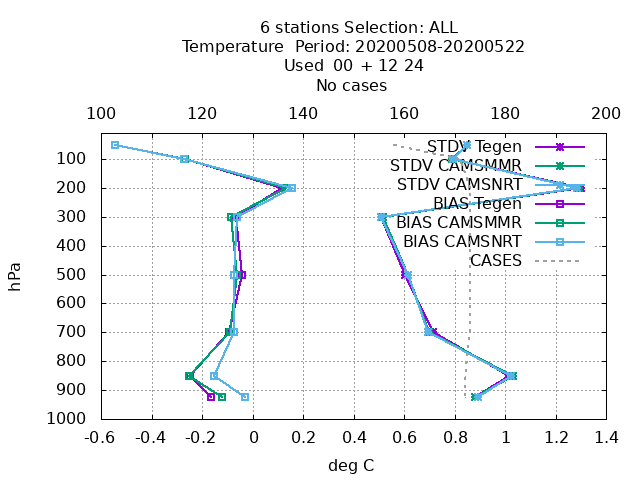 6 stations Selection: ALL
Temperature  Period: 20200508-20200522
Used  00 + 12 24
No cases
100 120 140 160 180 200
STDV Tegen
STDV CAMSMMR
STDV CAMSNRT
BIAS Tegen
BIAS CAMSMMR
BIAS CAMSNRT
CASES
hPa
100
200
300
400
500
600
700
800
900
1000
-0.6 -0.4 -0.2 0 0.2 0.4 0.6 0.8 1 1.2 1.4
deg C